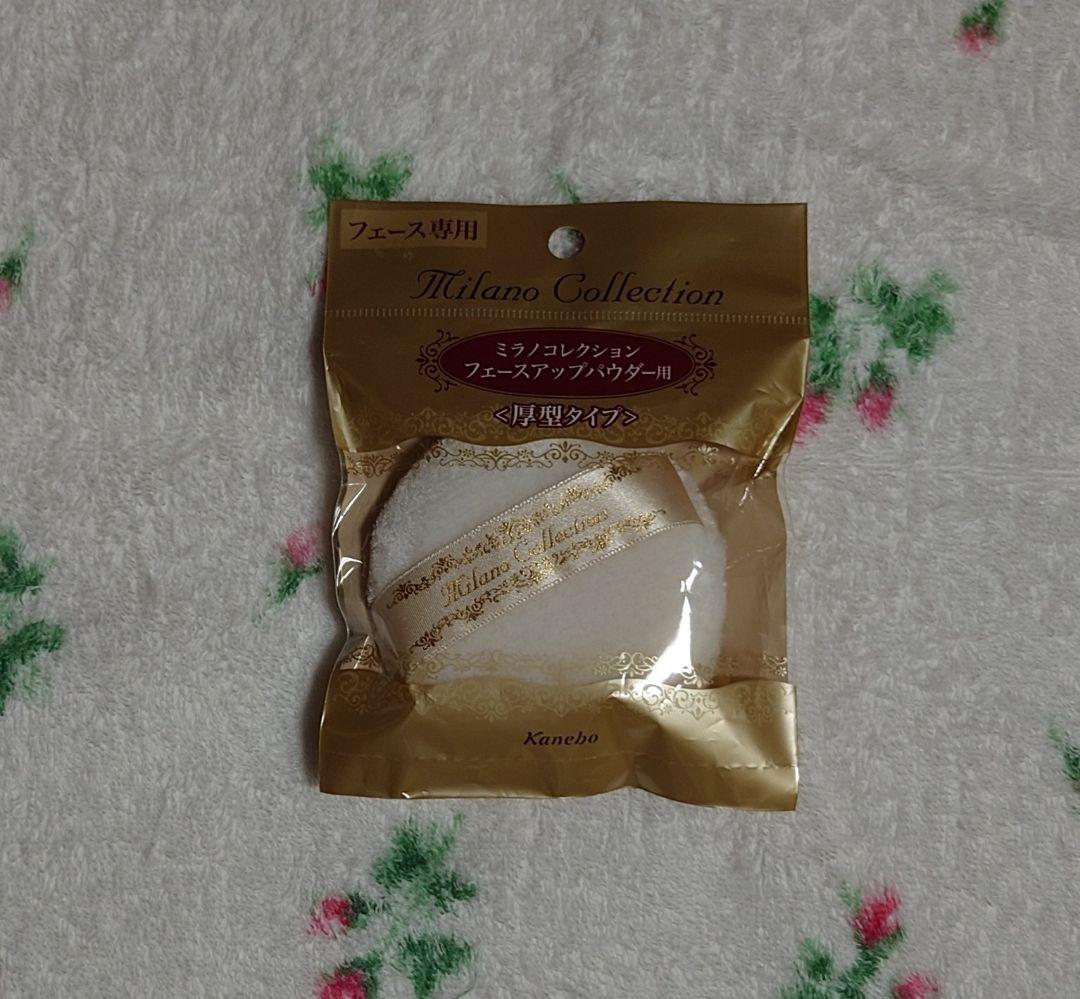 フェース専用
Milano Collection
ミラノコレクション
フェースアップパウダー用
<厚型タイプ>
Milano Collection
Kanebo